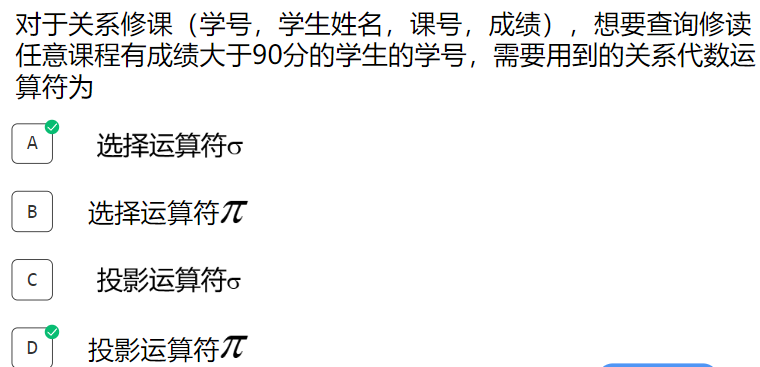 对于关系修课（学号，学生姓名，课号，成绩），想要查询修读
任意课程有成绩大于90分的学生的学号，需要用到的关系代数运
算符为
A 选择运算符σ
B 选择运算符π
C 投影运算符σ
D 投影运算符π